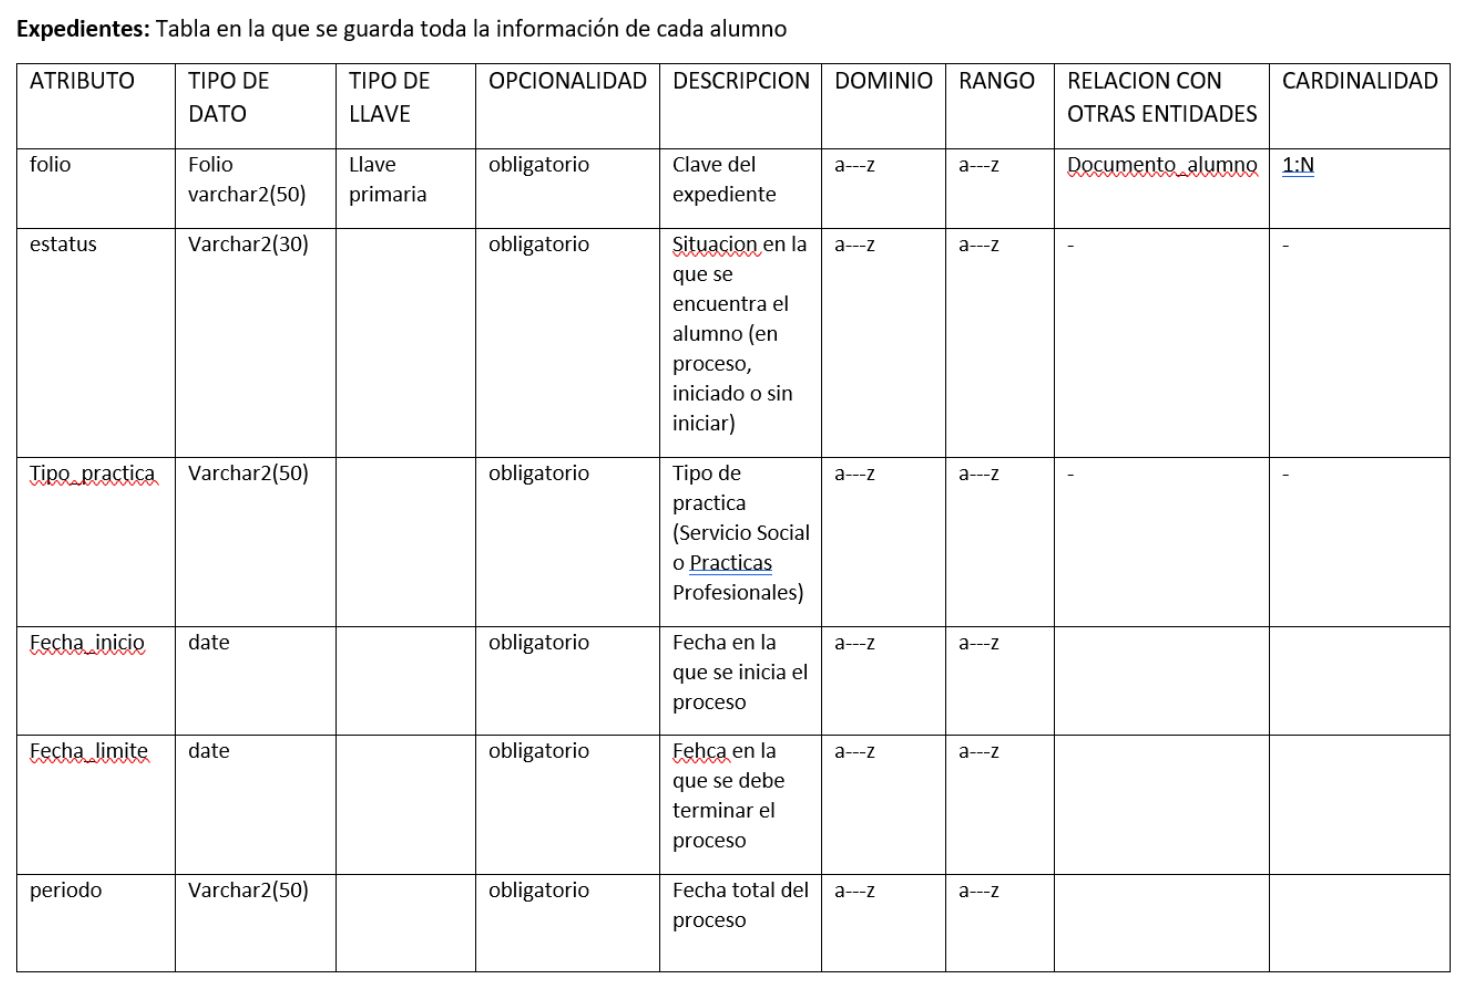 Expedientes: Tabla en la que se guarda toda la información de cada alumno
ATRIBUTO
TIPO DE
DATO
TIPO DE
LLAVE
OPCIONALIDAD
DESCRIPCION
DOMINIO
RANGO
RELACION CON
OTRAS ENTIDADES
CARDINALIDAD
folio
Folio
varchar2(50)
Llave
primaria
obligatorio
Clave del
expediente
a---z
a---z
Documento_alumno
1:N
estatus
Varchar2(30)
obligatorio
Situacion en la
que se
encuentra el
alumno (en
proceso,
iniciado o sin
iniciar)
a---z
a---z
-
-
Tipo_practica
Varchar2(50)
obligatorio
Tipo de
practica
(Servicio Social
o Practicas
Profesionales)
a---z
a---z
-
-
Fecha_inicio
date
obligatorio
Fecha en la
que se inicia el
proceso
a---z
a---z
Fecha_limite
date
obligatorio
Fehca en la
que se debe
terminar el
proceso
a---z
a---z
periodo
Varchar2(50)
obligatorio
Fecha total del
proceso
a---z
a---z